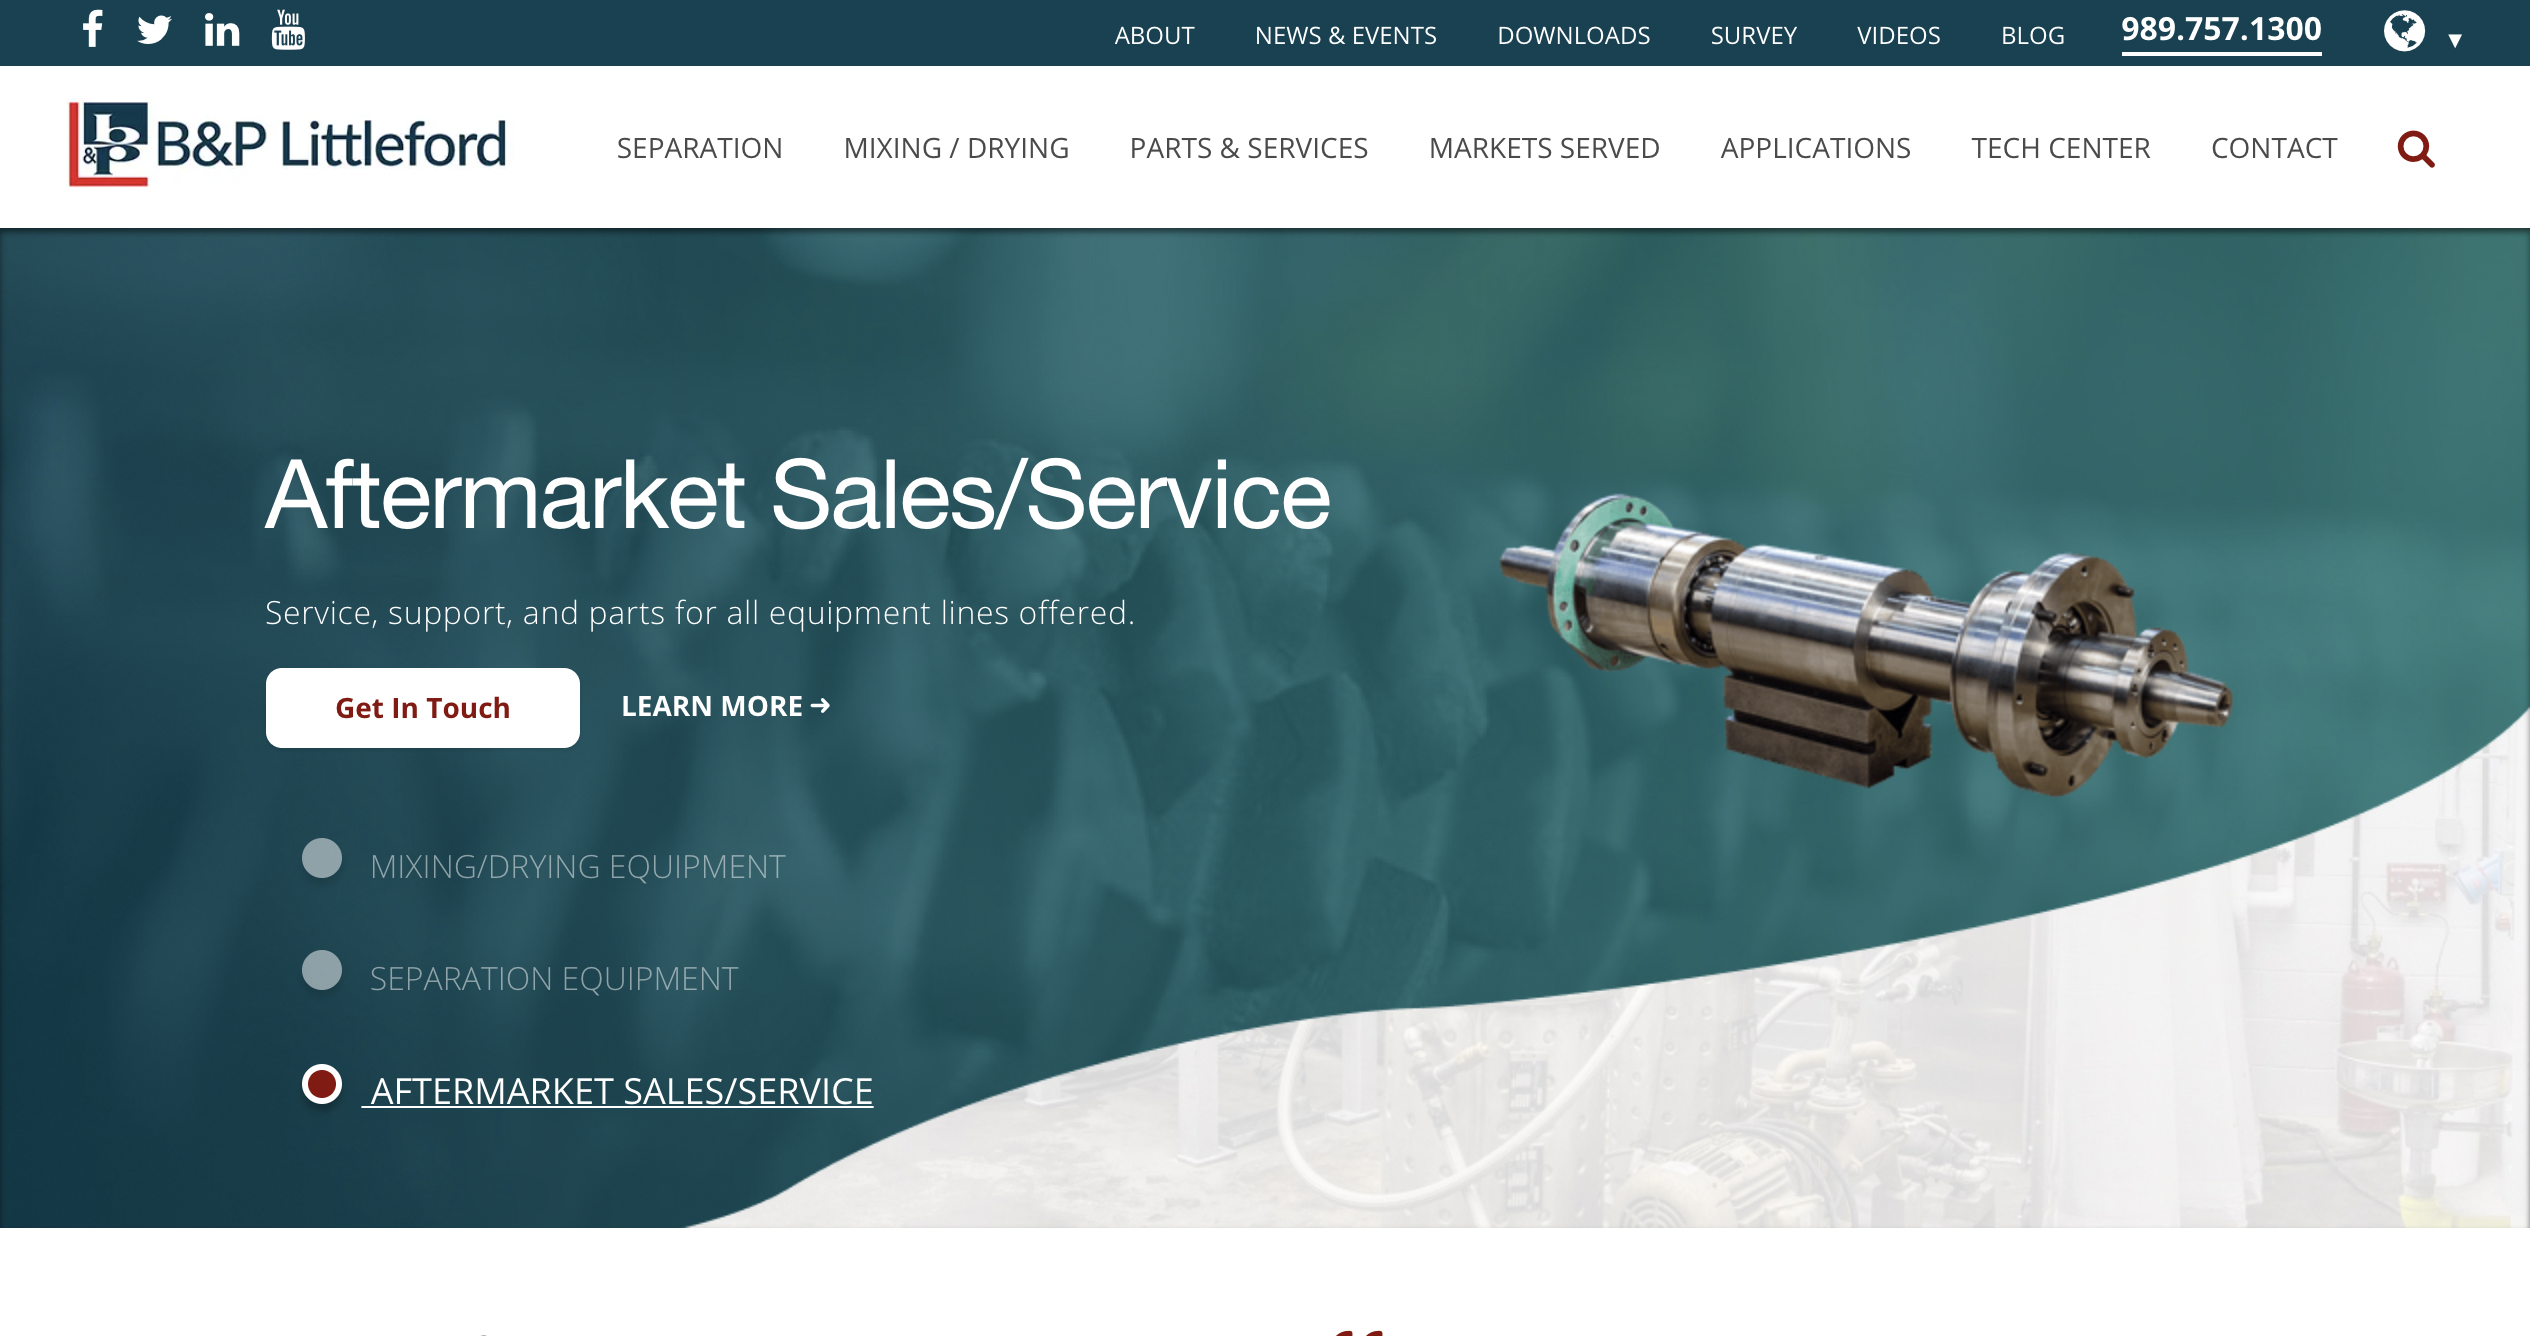 You
Tube
ABOUT
NEWS & EVENTS
DOWNLOADS
SURVEY
VIDEOS
BLOG
989.757.1300
b&p B&P Littleford
SEPARATION
MIXING / DRYING
PARTS & SERVICES
MARKETS SERVED
APPLICATIONS
TECH CENTER
CONTACT
Aftermarket Sales/Service
Service, support, and parts for all equipment lines offered.
Get In Touch
LEARN MORE ➜
MIXING/DRYING EQUIPMENT
SEPARATION EQUIPMENT
AFTERMARKET SALES/SERVICE